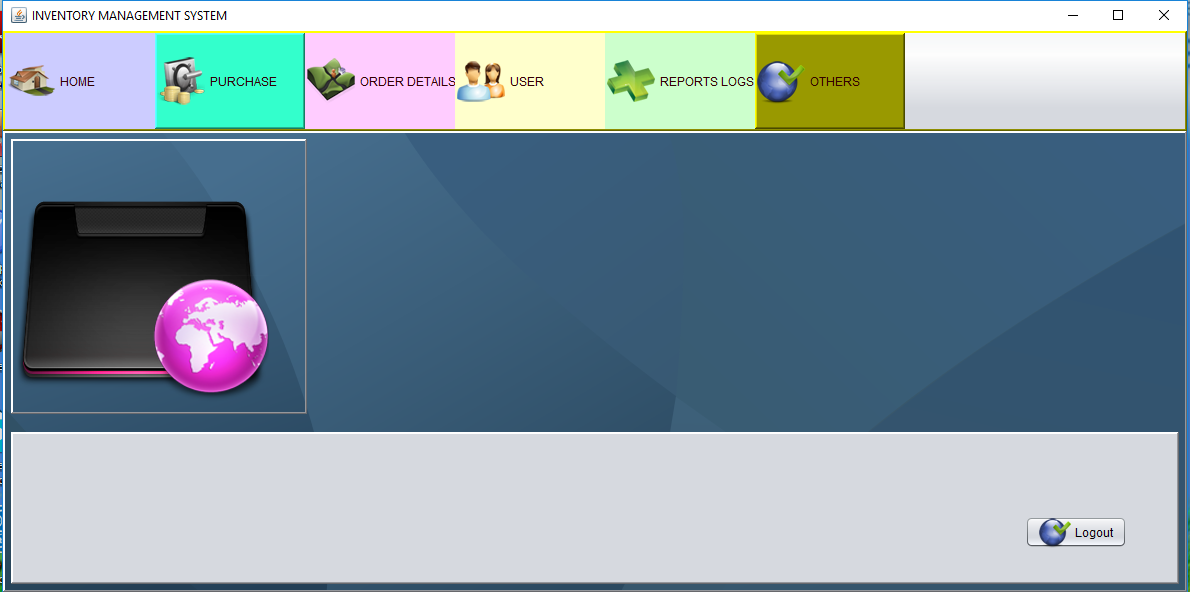 INVENTORY MANAGEMENT SYSTEM
HOME
PURCHASE
ORDER DETAILS
USER
REPORTS LOGS
OTHERS
Logout